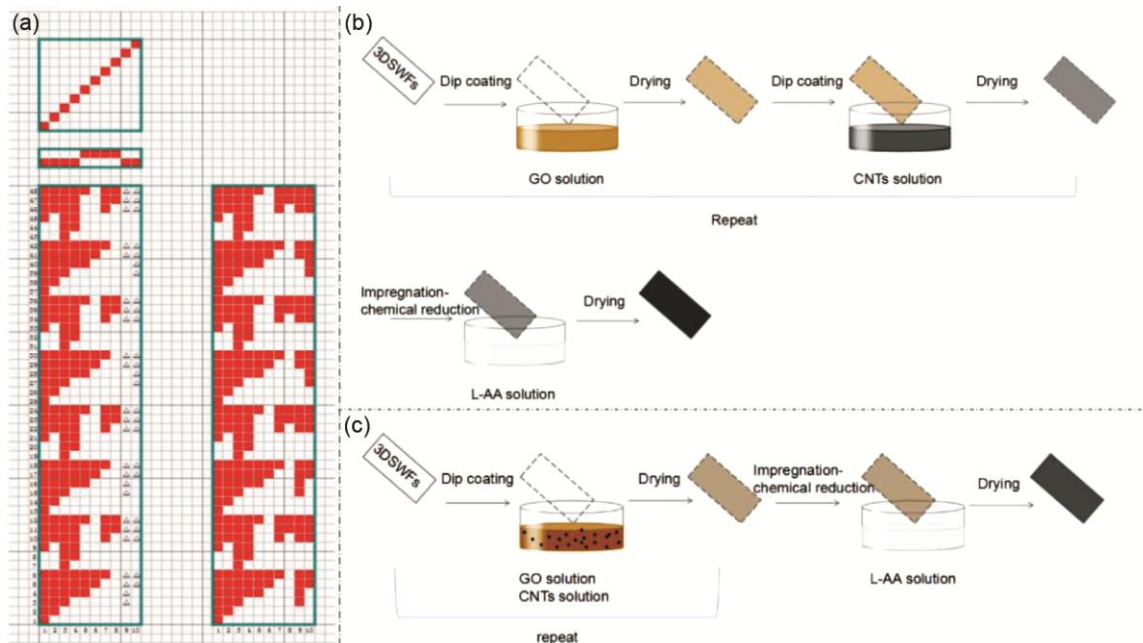 (a)
(b)
3DSWFs
Dip coating
Drying
Dip coating
Drying
GO solution
CNTs solution
Repeat
Impregnation-
chemical reduction
Drying
L-AA solution
(c)
3DSWFs
Dip coating
Drying
Impregnation-
chemical reduction
Drying
GO solution
CNTs solution
L-AA solution
repeat